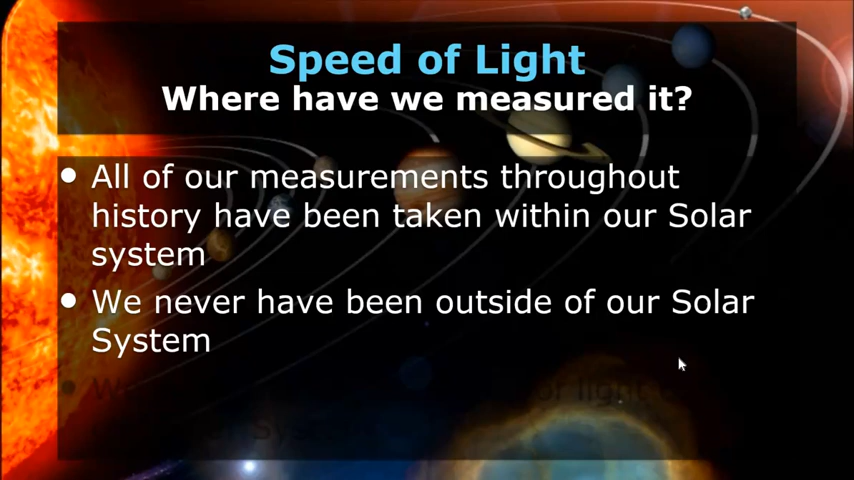 Speed of Light
Where have we measured it?
• All of our measurements throughout
history have been taken within our Solar
system
• We never have been outside of our Solar
System
light